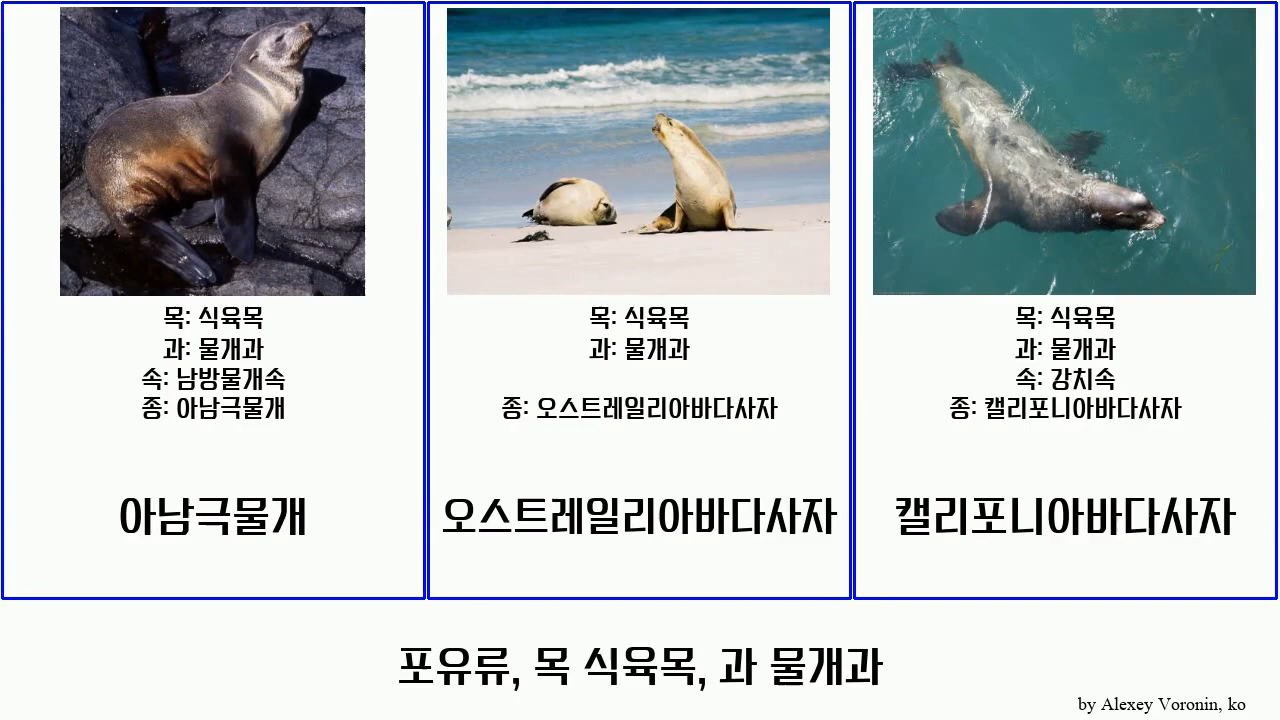 목: 식육목
과: 물개과
속: 남방물개속
종: 아남극물개
아남극물개
목: 식육목
과: 물개과
종: 오스트레일리아바다사자
오스트레일리아바다사자
목: 식육목
과: 물개과
속: 강치속
종: 캘리포니아바다사자
캘리포니아바다사자
포유류, 목 식육목, 과 물개과
by Alexey Voronin, ko